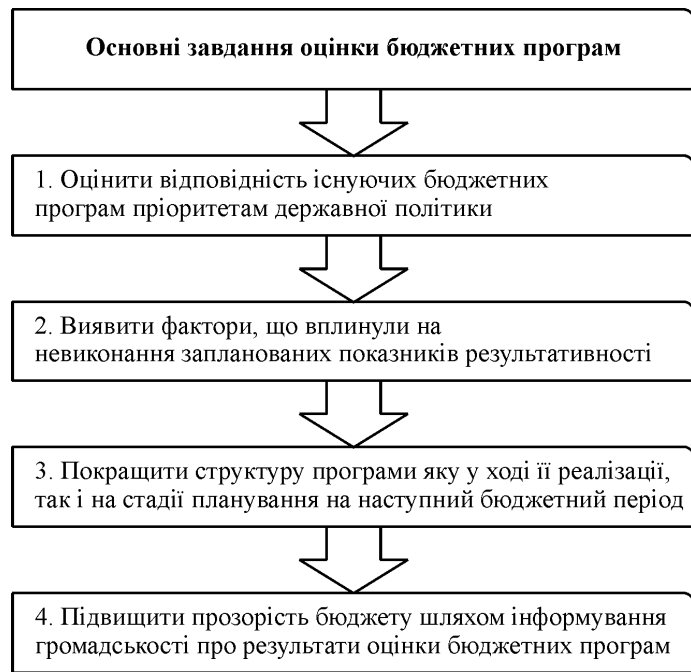 Основні завдання оцінки бюджетних програм
1. Оцінити відповідність існуючих бюджетних
програм пріоритетам державної політики
2. Виявити фактори, що вплинули на
невиконання запланованих показників результативності
3. Покращити структуру програми яку у ході її реалізації,
так і на стадії планування на наступний бюджетний період
4. Підвищити прозорість бюджету шляхом інформування
громадськості про результати оцінки бюджетних програм